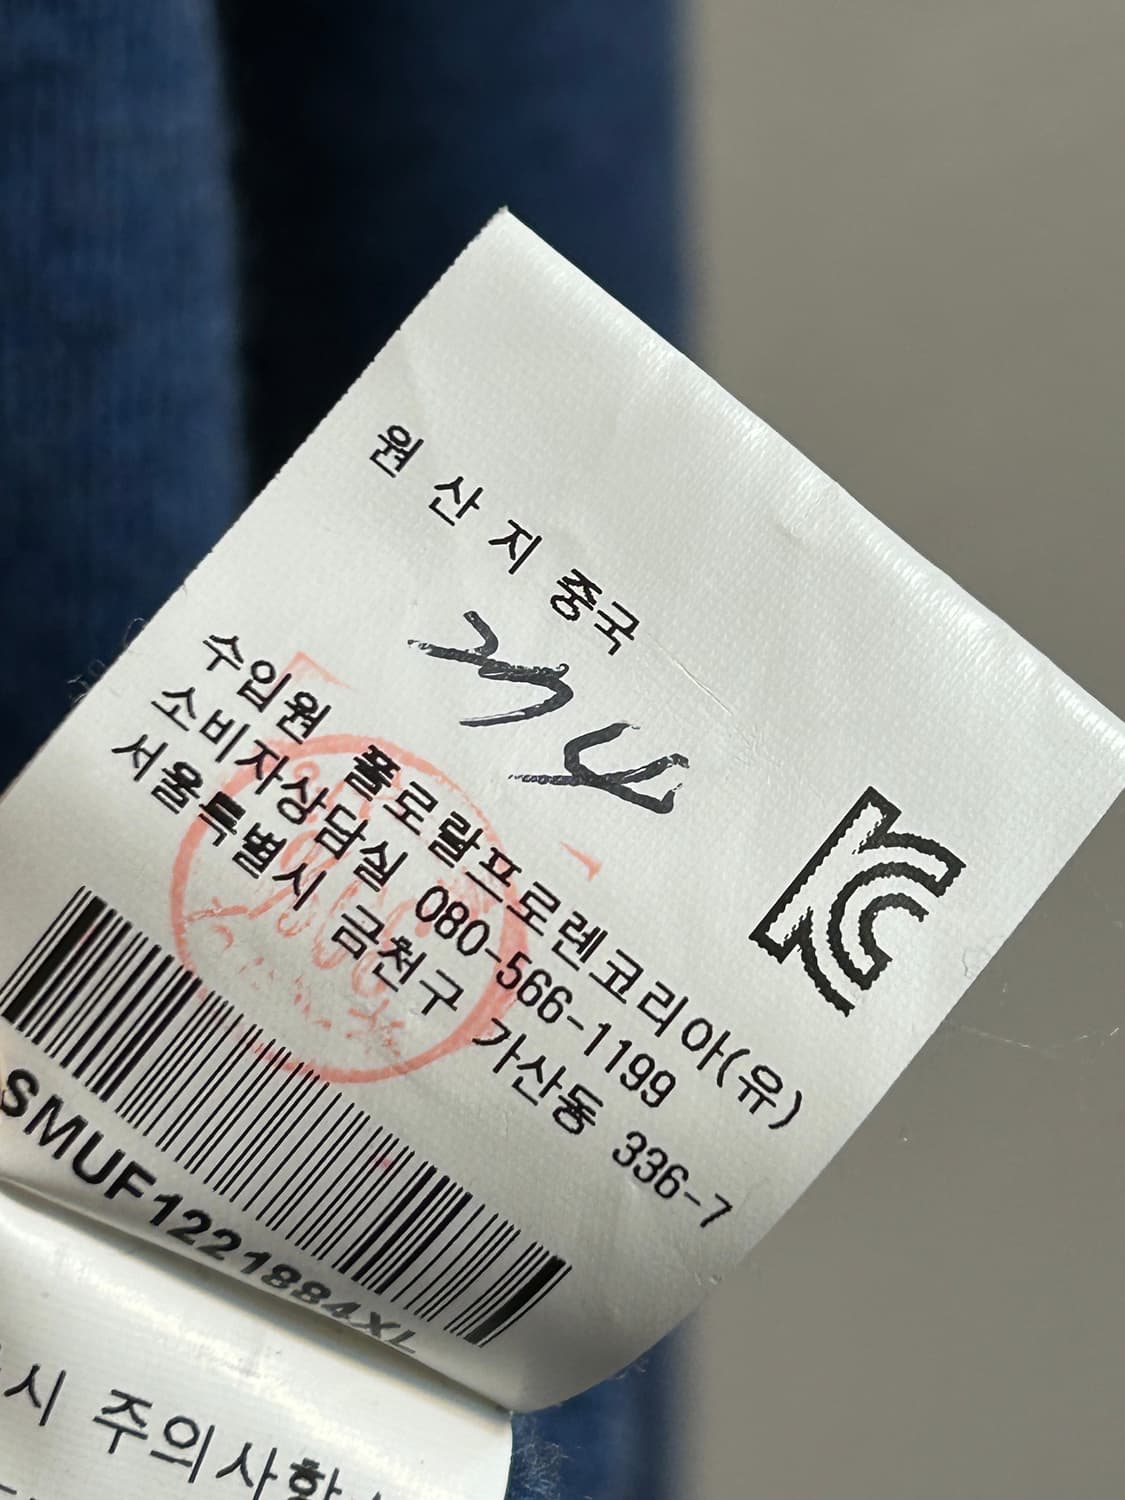 원 산 지 중국
KC
수입원 폴로랄프로렌코리아(유)
소비자상담실 080-566-1199
서울특별시 금천구 가산동 336-7
SMUF1221884XL
시 주의사항